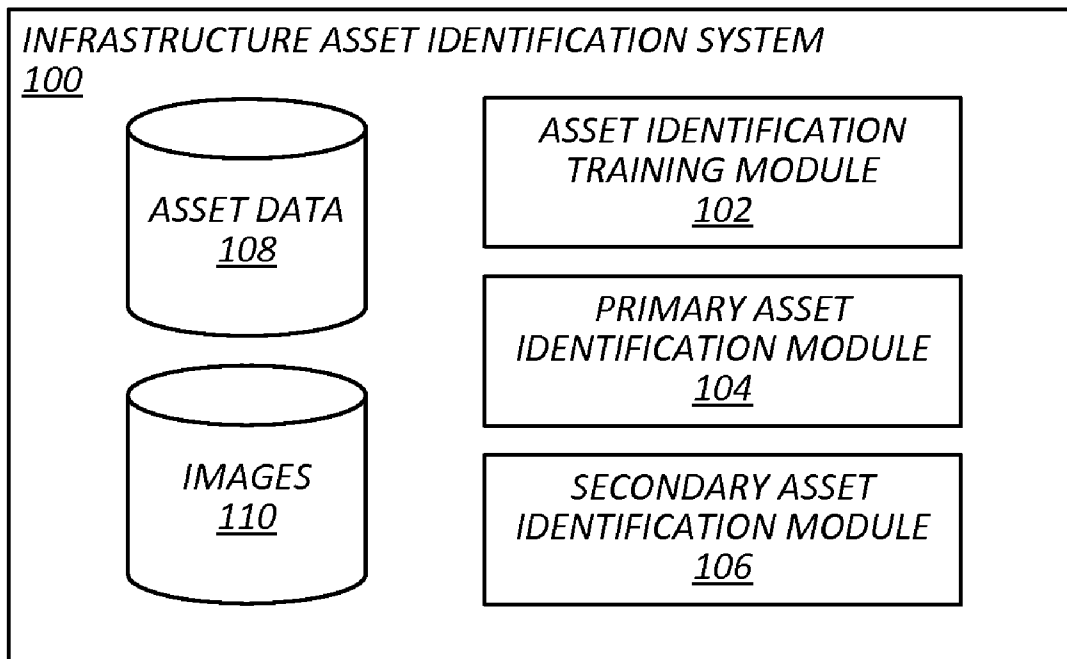 INFRASTRUCTURE ASSET IDENTIFICATION SYSTEM
100
ASSET DATA
108
IMAGES
110
ASSET IDENTIFICATION
TRAINING MODULE
102
PRIMARY ASSET
IDENTIFICATION MODULE
104
SECONDARY ASSET
IDENTIFICATION MODULE
106